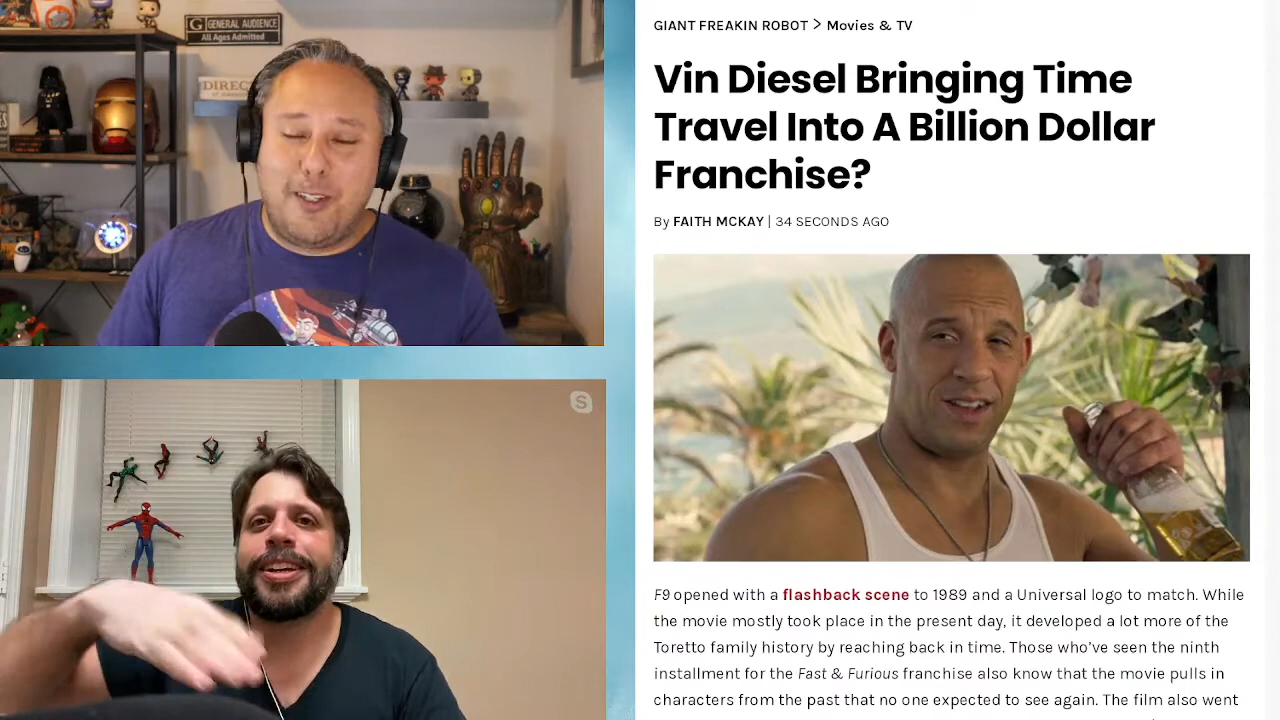 G GENERAL AUDIENCE
All Ages Admitted
DIREC
GIANT FREAKIN ROBOT > Movies & TV
Vin Diesel Bringing Time
Travel Into A Billion Dollar
Franchise?
By FAITH MCKAY | 34 SECONDS AGO
F9 opened with a flashback scene to 1989 and a Universal logo to match. While
the movie mostly took place in the present day, it developed a lot more of the
Toretto family history by reaching back in time. Those who've seen the ninth
installment for the Fast & Furious franchise also know that the movie pulls in
characters from the past that no one expected to see again. The film also went
S